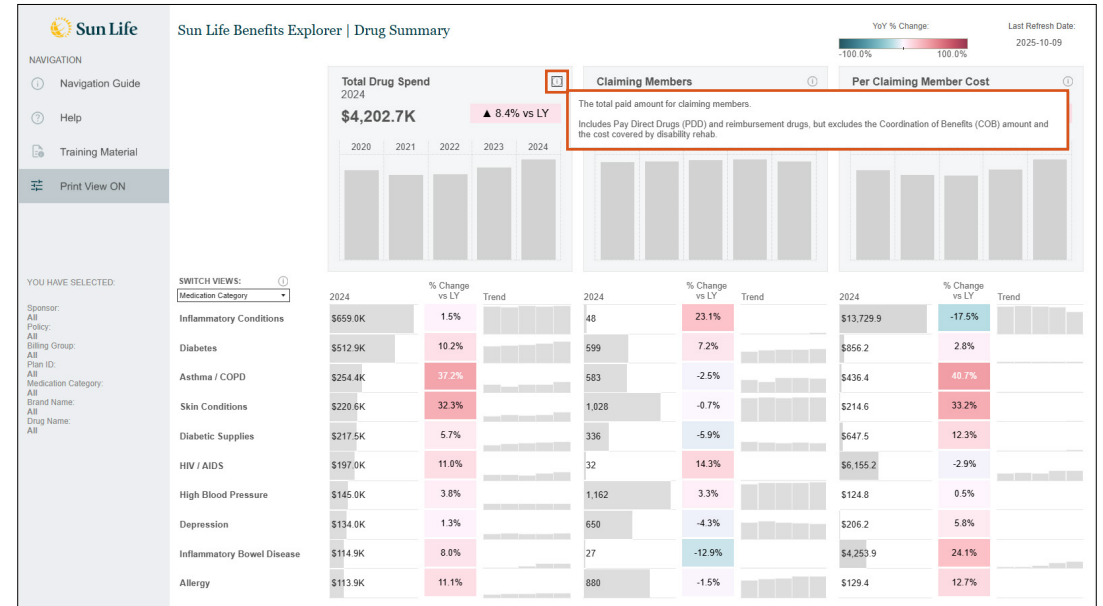 Sun Life
Sun Life Benefits Explorer | Drug Summary
YoY % Change:
-100.0% 100.0%
Last Refresh Date:
2025-10-09
NAVIGATION
Navigation Guide
Help
Training Material
Print View ON
Total Drug Spend
2024
$4,202.7K
▲ 8.4% vs LY
2020 2021 2022 2023 2024
Claiming Members
Per Claiming Member Cost
The total paid amount for claiming members.
Includes Pay Direct Drugs (PDD) and reimbursement drugs, but excludes the Coordination of Benefits (COB) amount and
the cost covered by disability rehab.
YOU HAVE SELECTED:
Sponsor:
All
Policy:
All
Billing Group:
All
Plan ID:
All
Medication Category:
All
Brand Name:
All
Drug Name:
All
SWITCH VIEWS:
Medication Category
2024 % Change vs LY Trend 2024 % Change vs LY Trend 2024 % Change vs LY Trend
Inflammatory Conditions $659.0K 1.5% 48 23.1% $13,729.9 -17.5%
Diabetes $512.9K 10.2% 599 7.2% $856.2 2.8%
Asthma / COPD $254.4K 37.2% 583 -2.5% $436.4 40.7%
Skin Conditions $220.6K 32.3% 1,028 -0.7% $214.6 33.2%
Diabetic Supplies $217.5K 5.7% 336 -5.9% $647.5 12.3%
HIV / AIDS $197.0K 11.0% 32 14.3% $6,155.2 -2.9%
High Blood Pressure $145.0K 3.8% 1,162 3.3% $124.8 0.5%
Depression $134.0K 1.3% 650 -4.3% $206.2 5.8%
Inflammatory Bowel Disease $114.9K 8.0% 27 -12.9% $4,253.9 24.1%
Allergy $113.9K 11.1% 880 -1.5% $129.4 12.7%